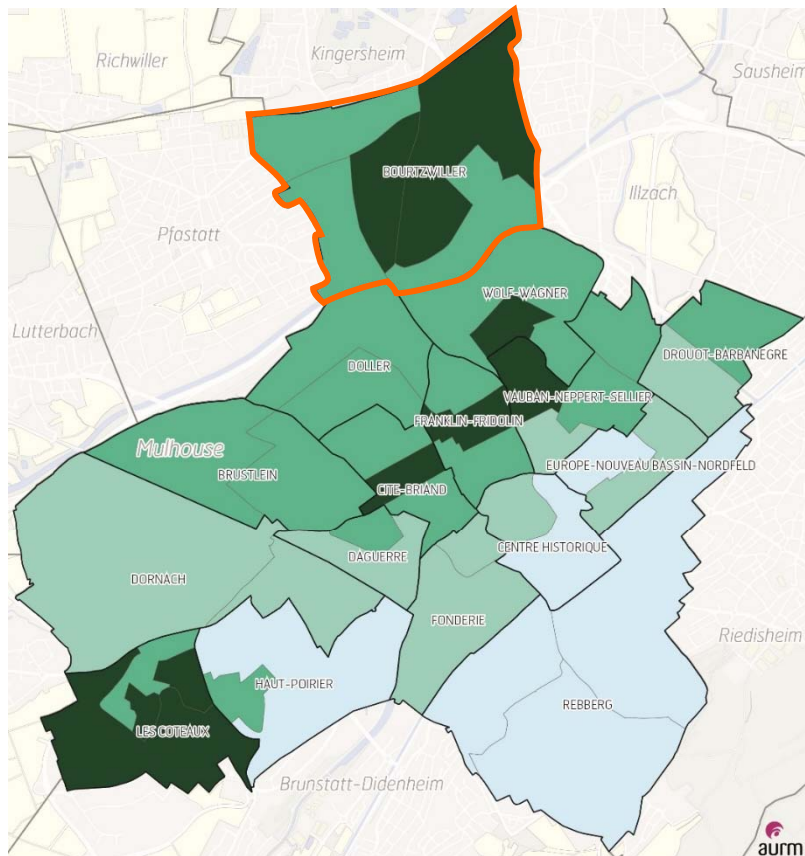 Kingersheim
Richwiller
Sausheim
BOURTZWILLER
Illzach
Pfastatt
WOLF-WAGNER
Lutterbach
DROUOT-BARBANEGRE
DOLLER
VAUBAN-NEPPERT-SELLIER
FRANKLIN-FRIDOLIN
Mulhouse
EUROPE-NOUVEAU BASSIN-NORDFELD
BRUSTLEIN
CITE-BRIAND
CENTRE HISTORIQUE
DAGUERRE
DORNACH
FONDERIE
Riedisheim
HAUT-POIRIER
REBBERG
LES COTEAUX
Brunstatt-Didenheim
aurm